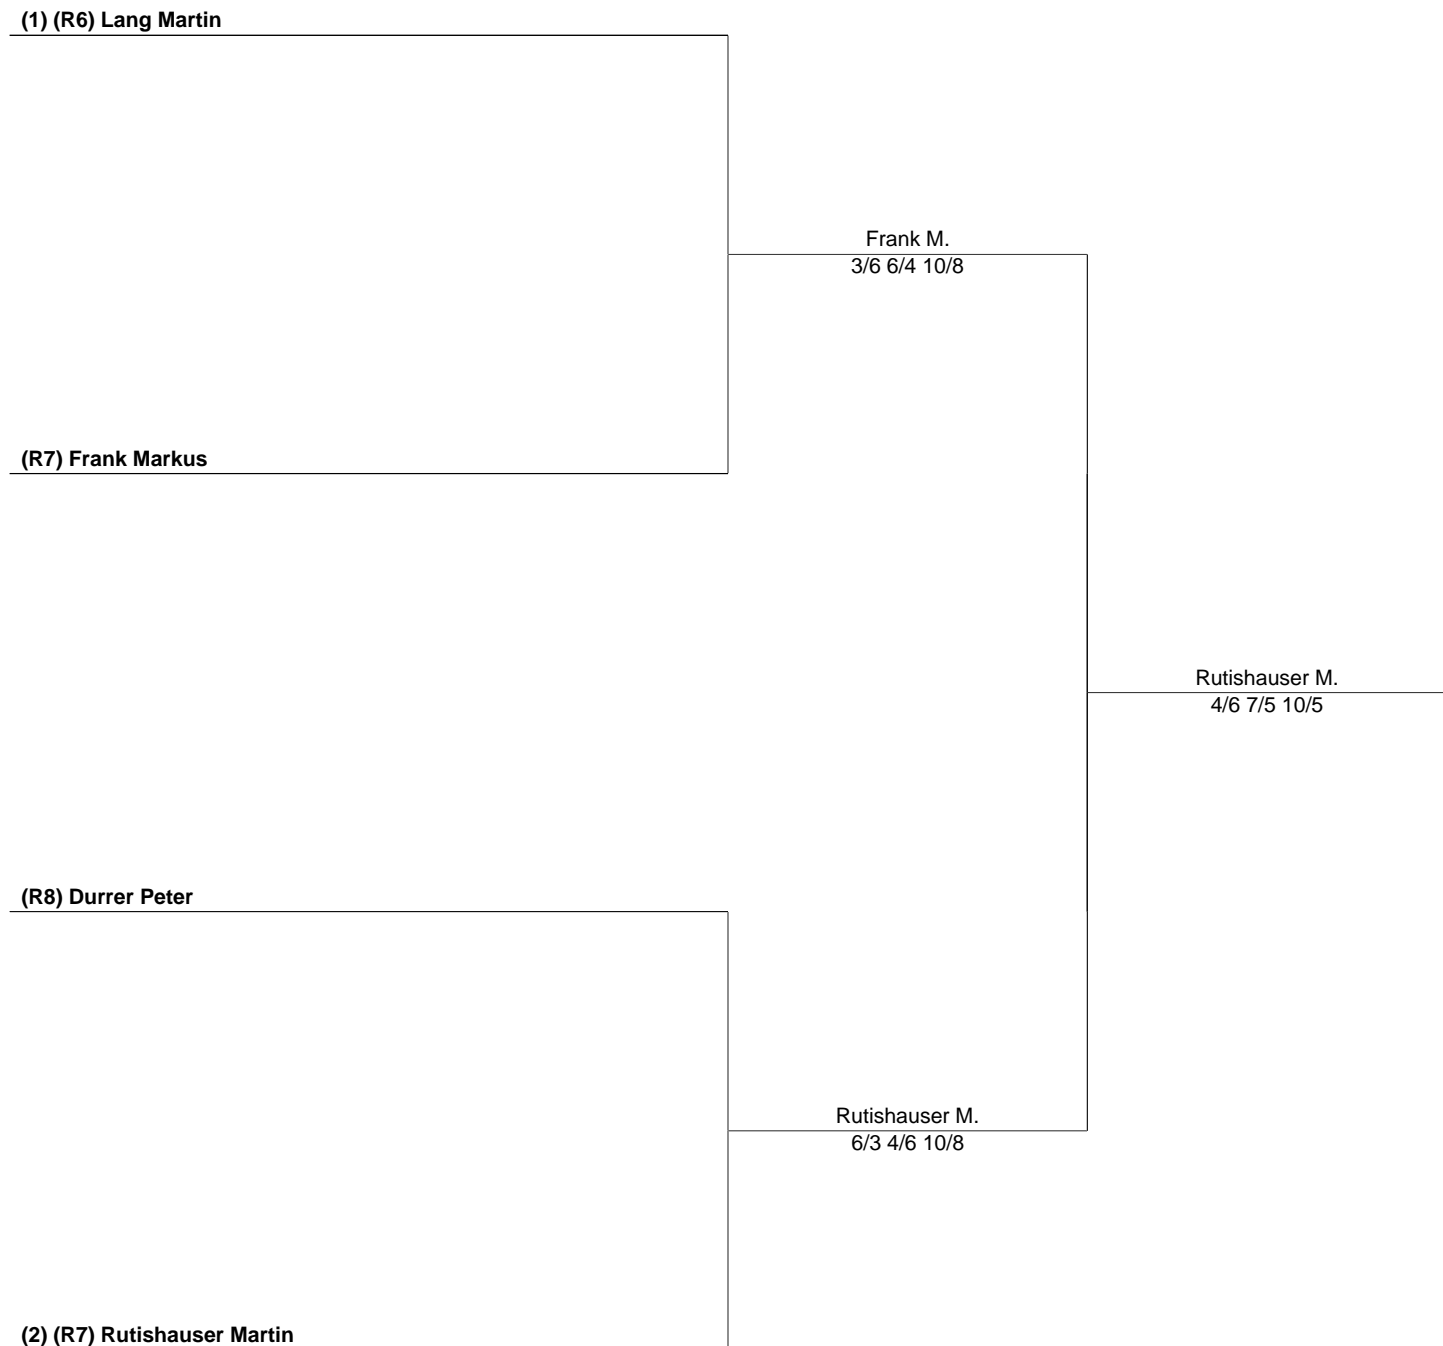 (1) (R6) Lang Martin
Frank M.
3/6 6/4 10/8
(R7) Frank Markus
Rutishauser M.
4/6 7/5 10/5
(R8) Durrer Peter
Rutishauser M.
6/3 4/6 10/8
(2) (R7) Rutishauser Martin